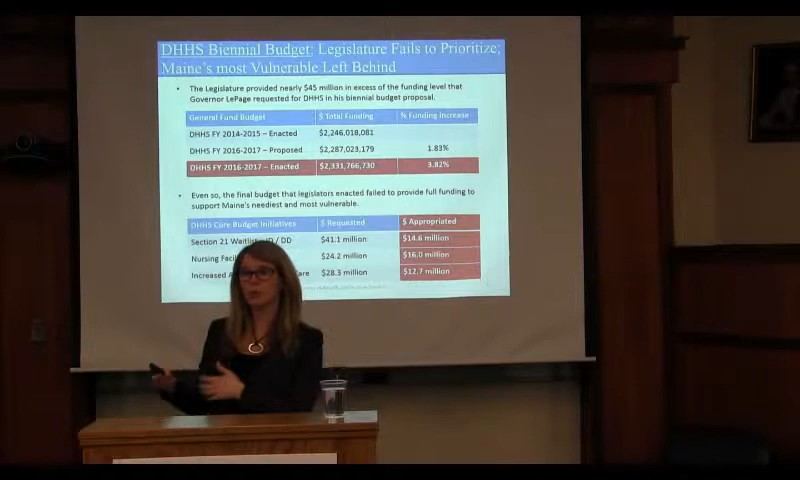 DHHS Biennial Budget: Legislature Fails to Prioritize;
Maine's most Vulnerable Left Behind
• The Legislature provided nearly $45 million in excess of the funding level that
Governor LePage requested for DHHS in his biennial budget proposal.
General Fund Budget $ Total Funding % Funding Increase
DHHS FY 2014-2015 – Enacted $2,246,018,081
DHHS FY 2016-2017 – Proposed $2,287,023,179 1.83%
DHHS FY 2016-2017 – Enacted $2,331,766,730 3.82%
• Even so, the final budget that legislators enacted failed to provide full funding to
support Maine's neediest and most vulnerable.
DHHS Core Budget Initiatives $ Requested $ Appropriated
Section 21 Waitlist / DD $41.1 million $14.6 million
Nursing $24.2 million $16.0 million
Increased $28.3 million $12.7 million